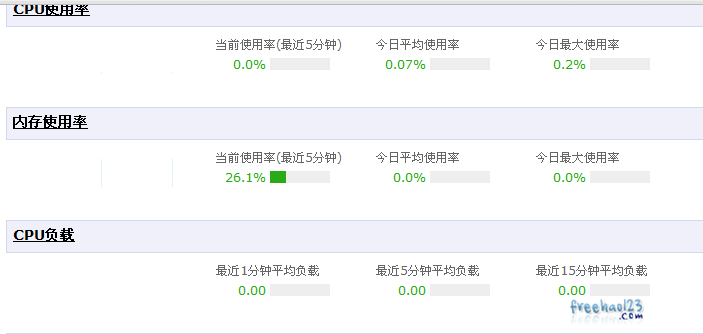 CPU使用率
当前使用率(最近5分钟) 今日平均使用率 今日最大使用率
0.0% 0.07% 0.2%
内存使用率
当前使用率(最近5分钟) 今日平均使用率 今日最大使用率
26.1% 0.0% 0.0%
CPU负载
最近1分钟平均负载 最近5分钟平均负载 最近15分钟平均负载
0.00 0.00 0.00
freehao123
.com